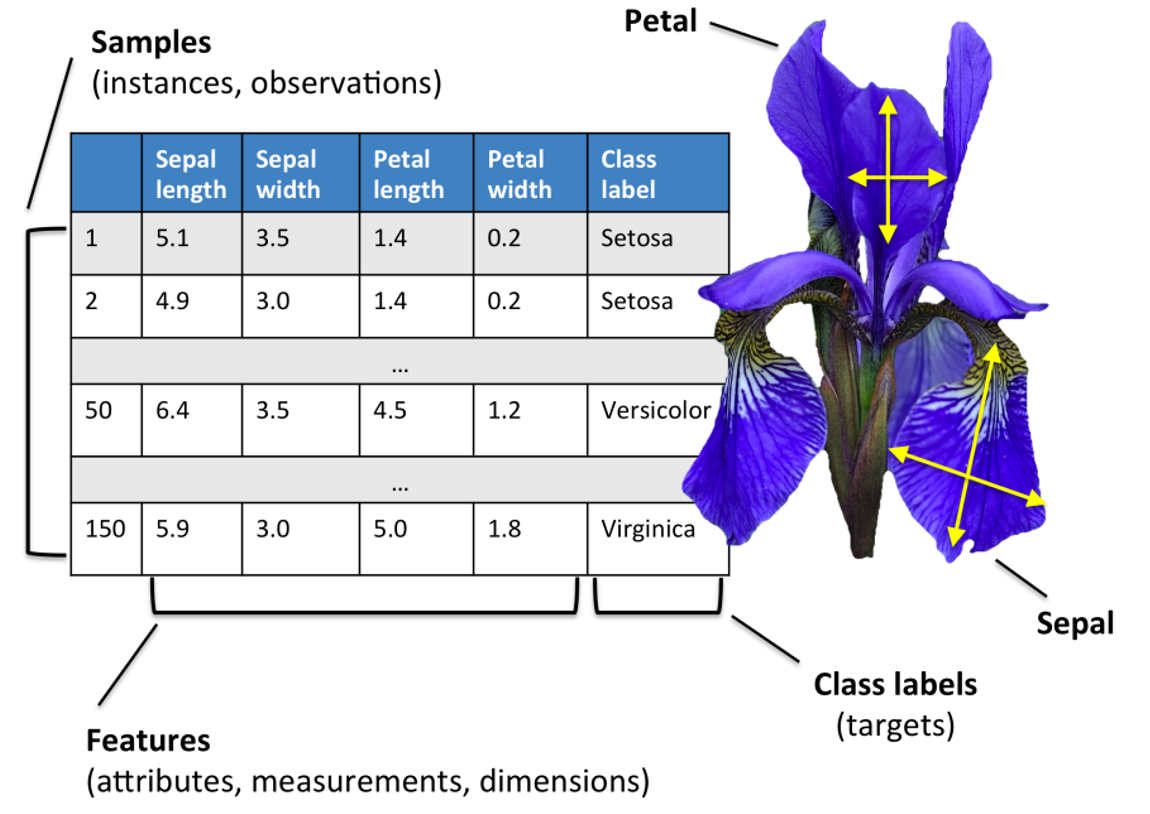 Petal
Samples
(instances, observations)
Sepal length Sepal width Petal length Petal width Class label
1 5.1 3.5 1.4 0.2 Setosa
2 4.9 3.0 1.4 0.2 Setosa
...
50 6.4 3.5 4.5 1.2 Versicolor
...
150 5.9 3.0 5.0 1.8 Virginica
Sepal
Class labels
(targets)
Features
(attributes, measurements, dimensions)